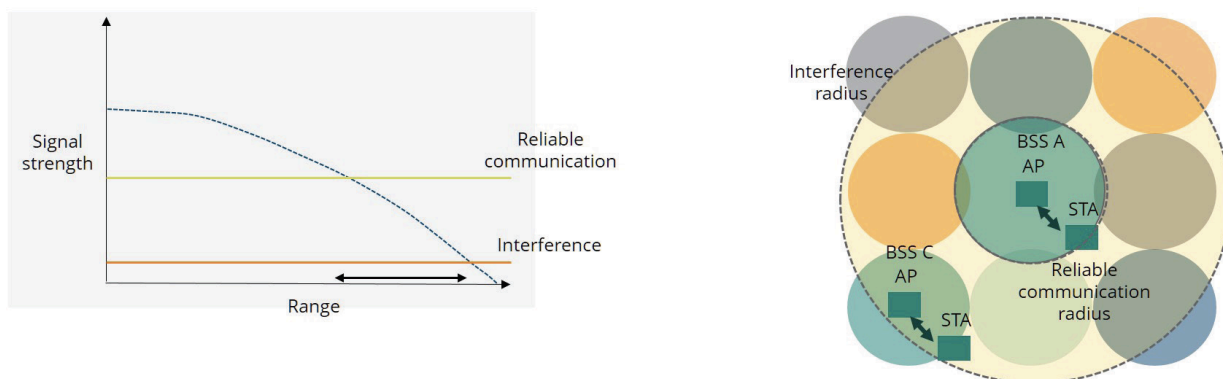 Signal
strength
Reliable
communication
Interference
Range
Interference
radius
BSS A
AP
STA
BSS C
AP
STA
Reliable
communication
radius